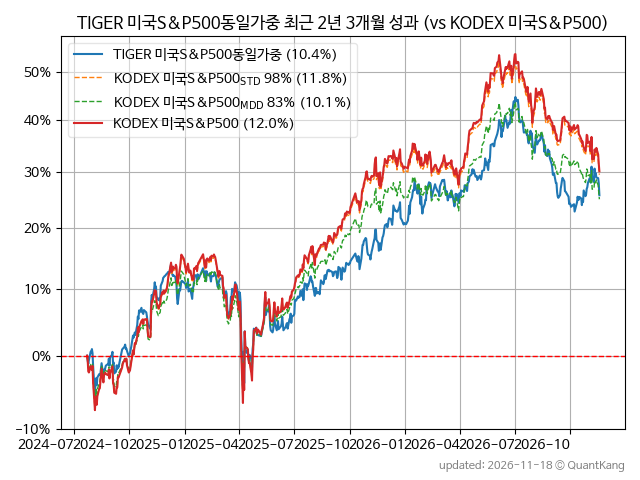 TIGER 미국S&P500동일가중 최근 2년 3개월 성과 (vs KODEX 미국S&P500)
TIGER 미국S&P500동일가중 (10.4%)
KODEX 미국S&P500STD 98% (11.8%)
KODEX 미국S&P500MDD 83% (10.1%)
KODEX 미국S&P500 (12.0%)
50%
40%
30%
20%
10%
0%
-10%
2024-07 2024-10 2025-01 2025-04 2025-07 2025-10 2026-01 2026-04 2026-07 2026-10
updated: 2026-11-18 © QuantKang